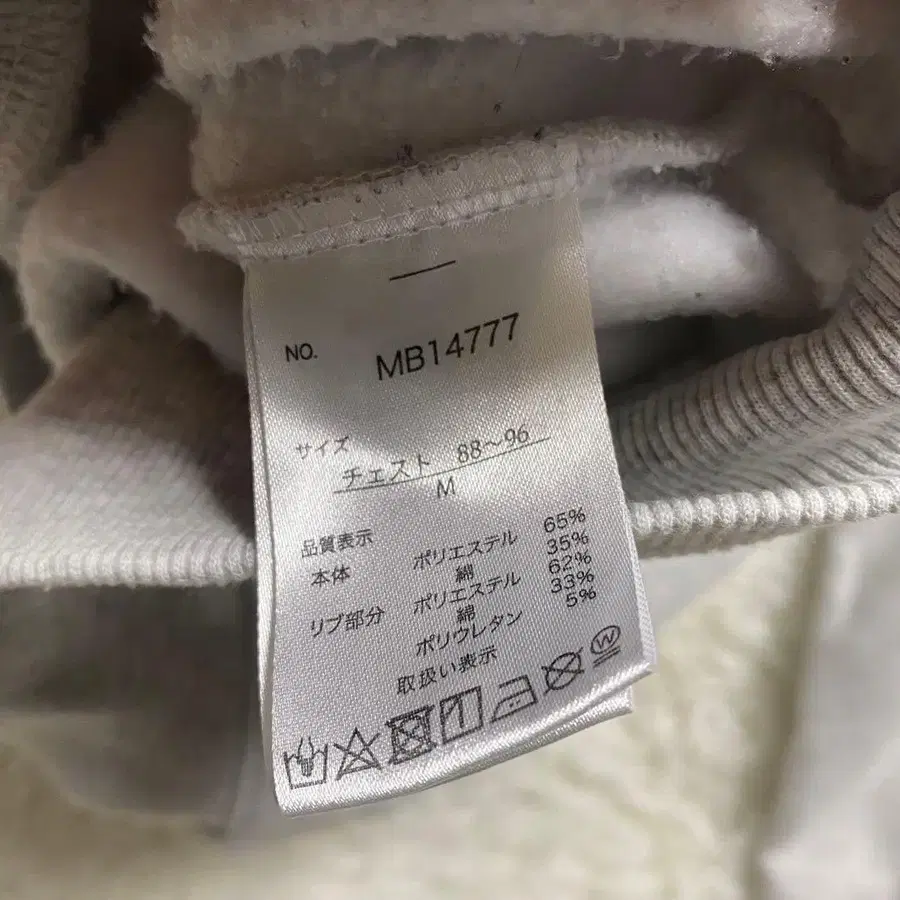 NO. MB14777
サイズ
チェスト 88～96
M
品質表示
本体 ポリエステル 65%
綿 35%
リブ部分 ポリエステル 62%
綿 33%
ポリウレタン 5%
取扱い表示
W